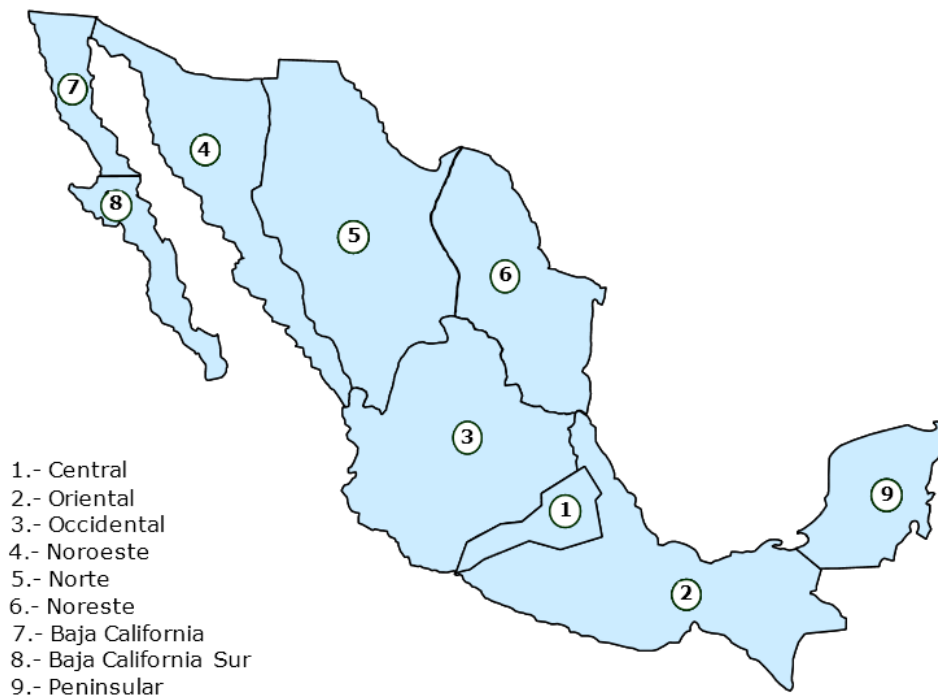 7
4
8
5
6
3
9
1
2
1.- Central
2.- Oriental
3.- Occidental
4.- Noroeste
5.- Norte
6.- Noreste
7.- Baja California
8.- Baja California Sur
9.- Peninsular